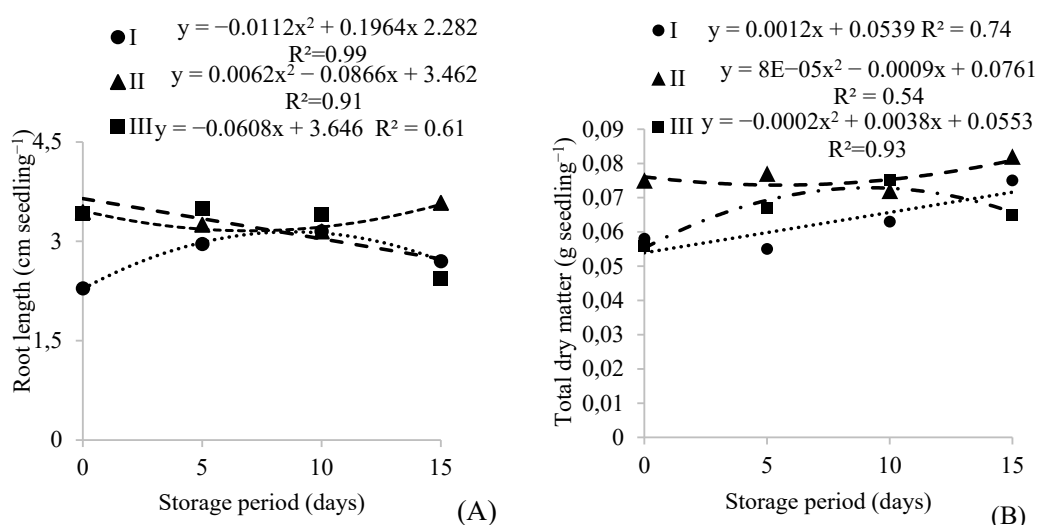 I y = −0.0112x² + 0.1964x 2.282
R²=0.99
II y = 0.0062x² − 0.0866x + 3.462
R²=0.91
III y = −0.0608x + 3.646 R² = 0.61
4,5
3
1,5
0
0 5 10 15
Root length (cm seedling⁻¹)
Storage period (days)
(A)
I y = 0.0012x + 0.0539 R² = 0.74
II y = 8E−05x² − 0.0009x + 0.0761
R² = 0.54
III y = −0.0002x² + 0.0038x + 0.0553
R²=0.93
0,09
0,08
0,07
0,06
0,05
0,04
0,03
0,02
0,01
0
0 5 10 15
Total dry matter (g seedling⁻¹)
Storage period (days)
(B)